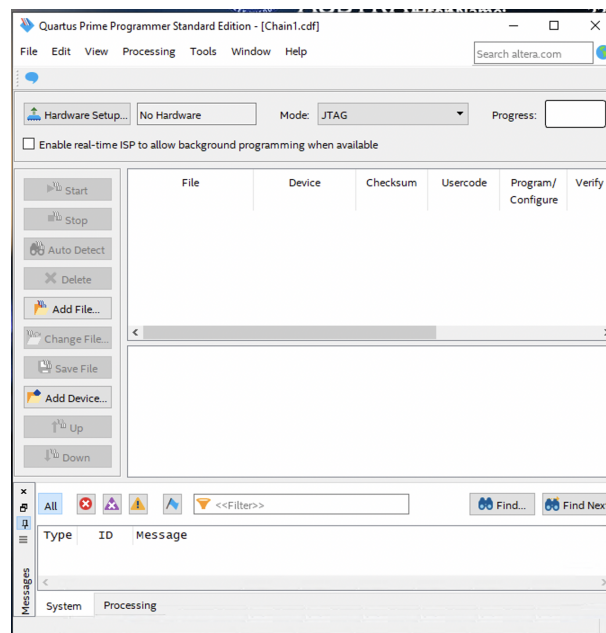 Quartus Prime Programmer Standard Edition - [Chain1.cdf]
File Edit View Processing Tools Window Help
Search altera.com
Hardware Setup... No Hardware Mode: JTAG Progress:
Enable real-time ISP to allow background programming when available
File Device Checksum Usercode Program/ Configure Verify
Start
Stop
Auto Detect
Delete
Add File...
Change File...
Save File
Add Device...
Up
Down
All <<Filter>> Find... Find Next
Type ID Message
Messages
System Processing